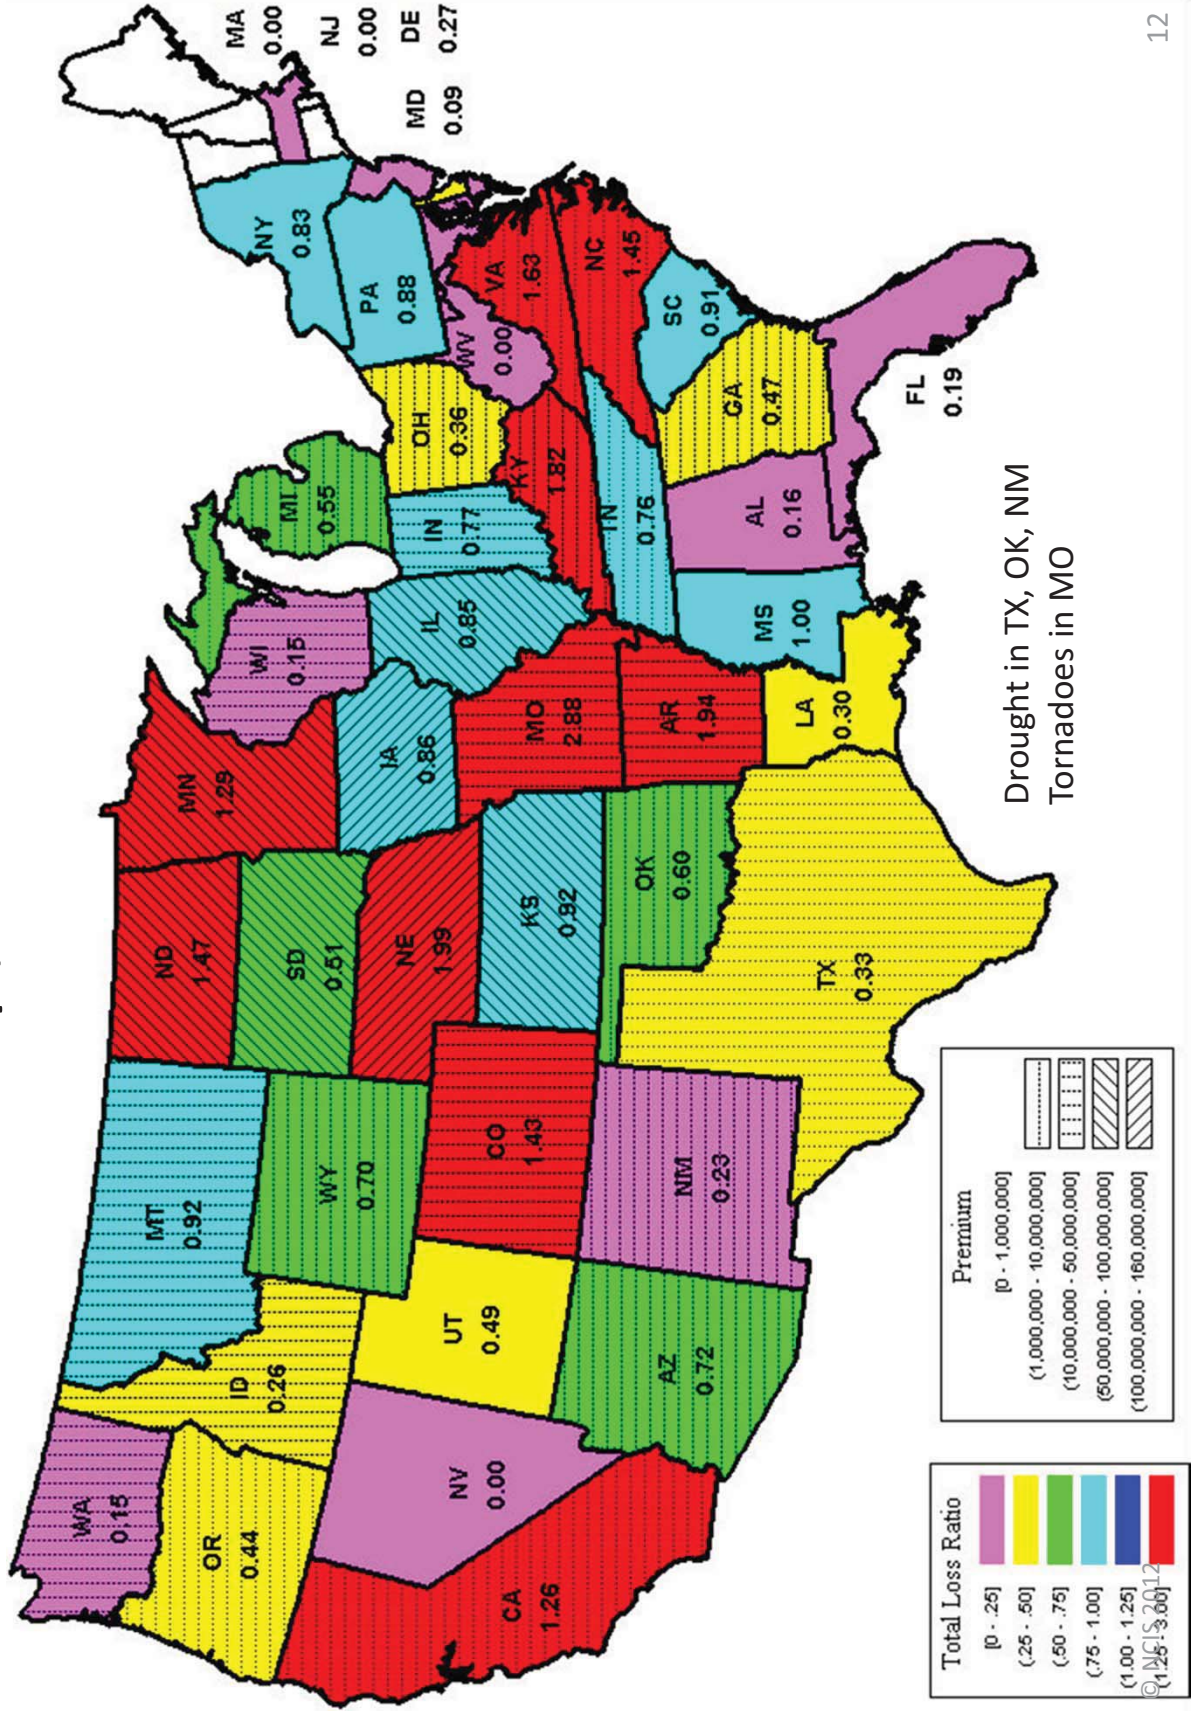 WA
0.15
OR
0.44
CA
1.26
NV
0.00
ID
0.26
MT
0.92
WY
0.70
UT
0.49
AZ
0.72
CO
1.43
NM
0.23
ND
1.47
SD
0.51
NE
1.99
KS
0.92
OK
0.60
TX
0.33
MN
1.29
IA
0.86
MO
2.88
AR
1.94
LA
0.30
WI
0.15
IL
0.85
MS
1.00
MI
0.55
IN
0.77
KY
1.82
TN
0.76
AL
0.16
OH
0.36
WV
0.00
VA
1.63
NC
1.45
SC
0.91
GA
0.47
FL
0.19
NY
0.83
PA
0.88
MA
0.00
NJ
0.00
DE
0.27
MD
0.09
Drought in TX, OK, NM
Tornadoes in MO
Total Loss Ratio
[0 - .25]
(.25 - .50]
(.50 - .75]
(.75 - 1.00]
(1.00 - 1.25]
(1.25 - 3.00]
Premium
[0 - 1,000,000]
(1,000,000 - 10,000,000]
(10,000,000 - 50,000,000]
(50,000,000 - 100,000,000]
(100,000,000 - 160,000,000]
© NCIS 2012
12